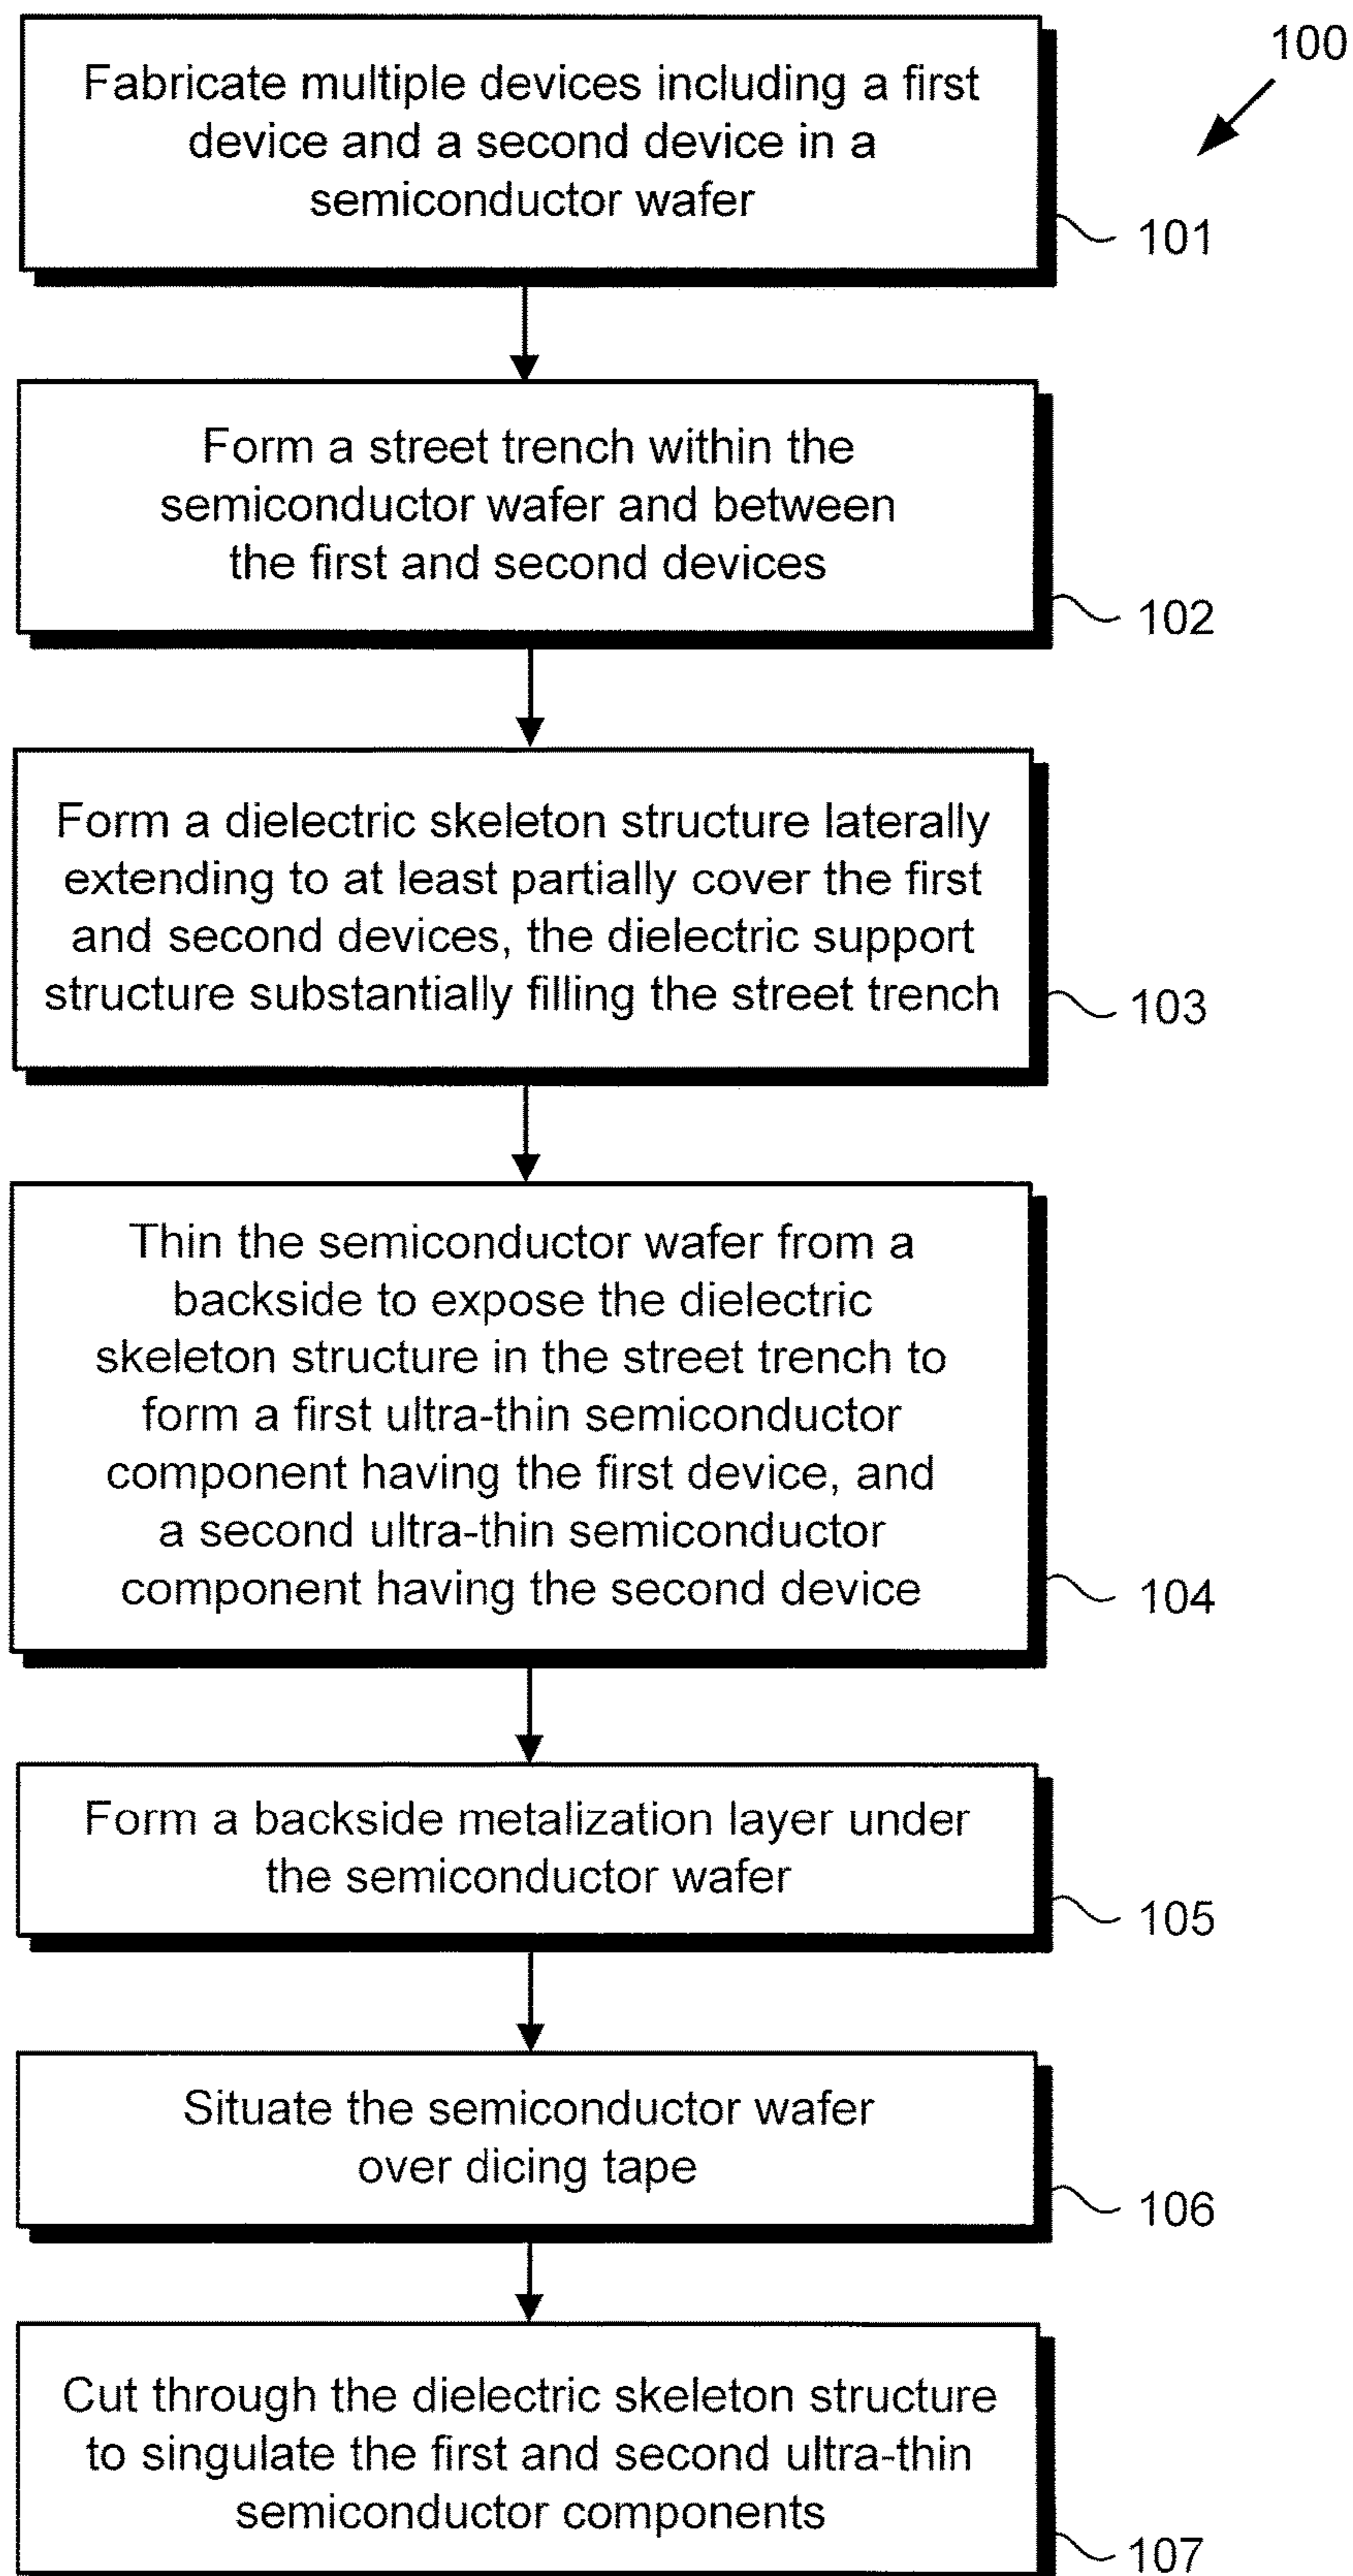 100
Fabricate multiple devices including a first
device and a second device in a
semiconductor wafer
101
Form a street trench within the
semiconductor wafer and between
the first and second devices
102
Form a dielectric skeleton structure laterally
extending to at least partially cover the first
and second devices, the dielectric support
structure substantially filling the street trench
103
Thin the semiconductor wafer from a
backside to expose the dielectric
skeleton structure in the street trench to
form a first ultra-thin semiconductor
component having the first device, and
a second ultra-thin semiconductor
component having the second device
104
Form a backside metalization layer under
the semiconductor wafer
105
Situate the semiconductor wafer
over dicing tape
106
Cut through the dielectric skeleton structure
to singulate the first and second ultra-thin
semiconductor components
107